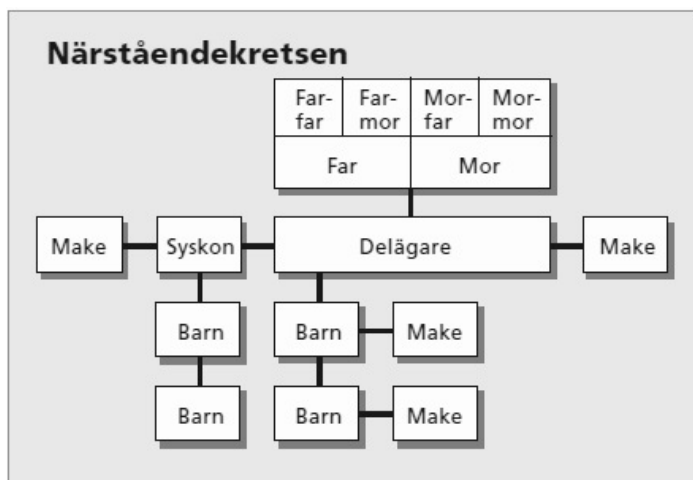 Närståendekretsen
Far- Far- Mor- Mor-
far mor far mor
Far Mor
Make Syskon Delägare Make
Barn Barn Make
Barn Barn Make